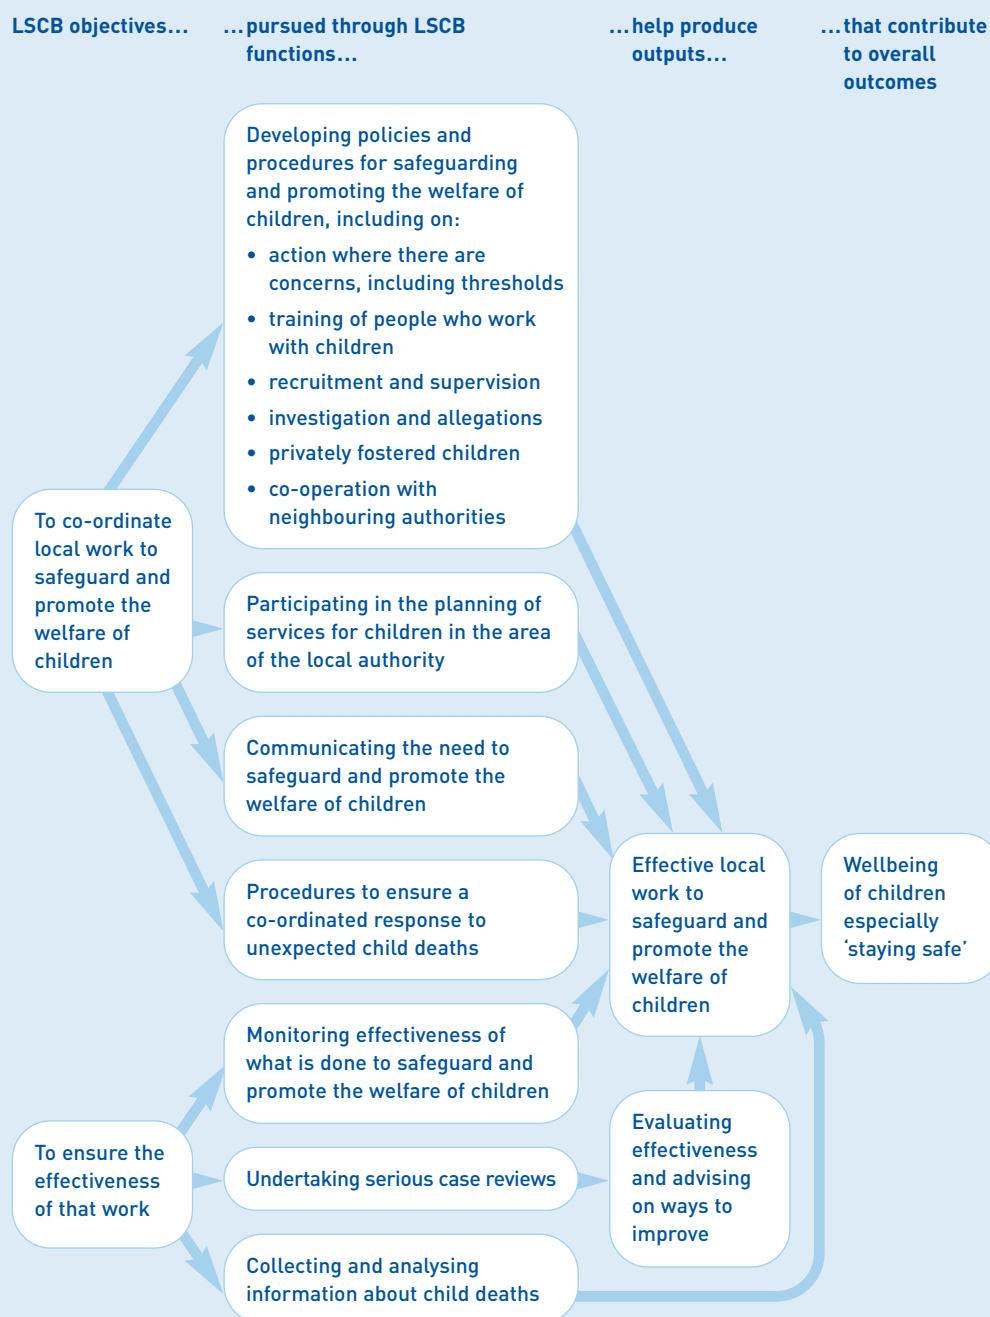 LSCB objectives...
...pursued through LSCB
functions...
...help produce
outputs...
...that contribute
to overall
outcomes
Developing policies and
procedures for safeguarding
and promoting the welfare of
children, including on:
• action where there are
concerns, including thresholds
• training of people who work
with children
• recruitment and supervision
• investigation and allegations
• privately fostered children
• co-operation with
neighbouring authorities
To co-ordinate
local work to
safeguard and
promote the
welfare of
children
Participating in the planning of
services for children in the area
of the local authority
Communicating the need to
safeguard and promote the
welfare of children
Procedures to ensure a
co-ordinated response to
unexpected child deaths
Effective local
work to
safeguard and
promote the
welfare of
children
Wellbeing
of children
especially
‘staying safe’
Monitoring effectiveness of
what is done to safeguard and
promote the welfare of children
To ensure the
effectiveness
of that work
Undertaking serious case reviews
Evaluating
effectiveness
and advising
on ways to
improve
Collecting and analysing
information about child deaths